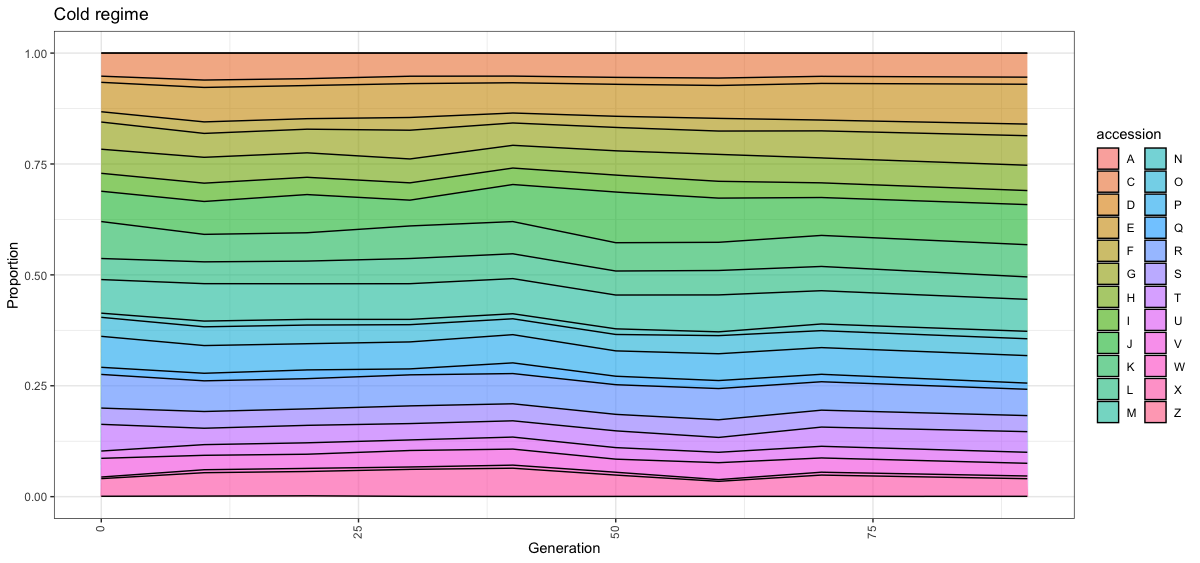 Cold regime
Proportion
1.00
0.75
0.50
0.25
0.00
0
25
50
75
Generation
accession
A
C
D
E
F
G
H
I
J
K
L
M
N
O
P
Q
R
S
T
U
V
W
X
Z